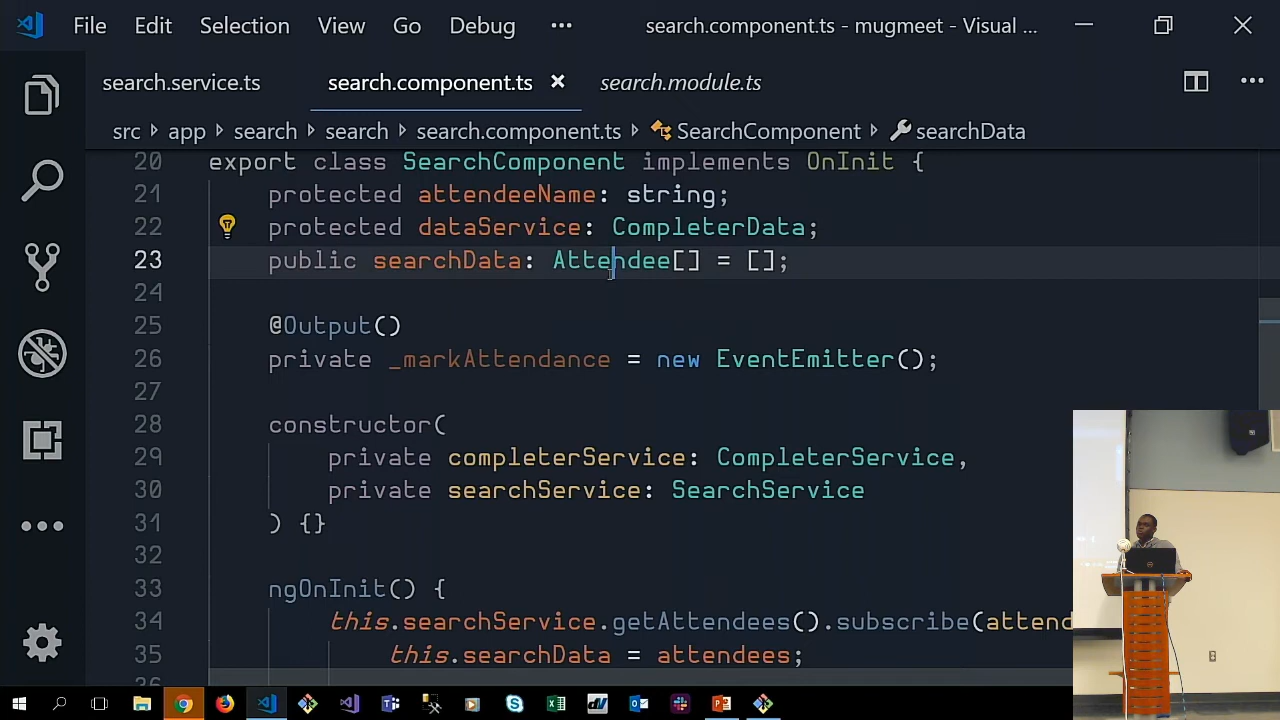 File Edit Selection View Go Debug ••• search.component.ts - mugmeet - Visual ...
search.service.ts search.component.ts × search.module.ts
src app search search search.component.ts SearchComponent searchData
20 export class SearchComponent implements OnInit {
21 protected attendeeName: string;
22 protected dataService: CompleterData;
23 public searchData: Attendee[] = [];
24
25 @Output()
26 private _markAttendance = new EventEmitter();
27
28 constructor(
29 private completerService: CompleterService,
30 private searchService: SearchService
31 ) {}
32
33 ngOnInit() {
34 this.searchService.getAttendees().subscribe(attend
35 this.searchData = attendees;